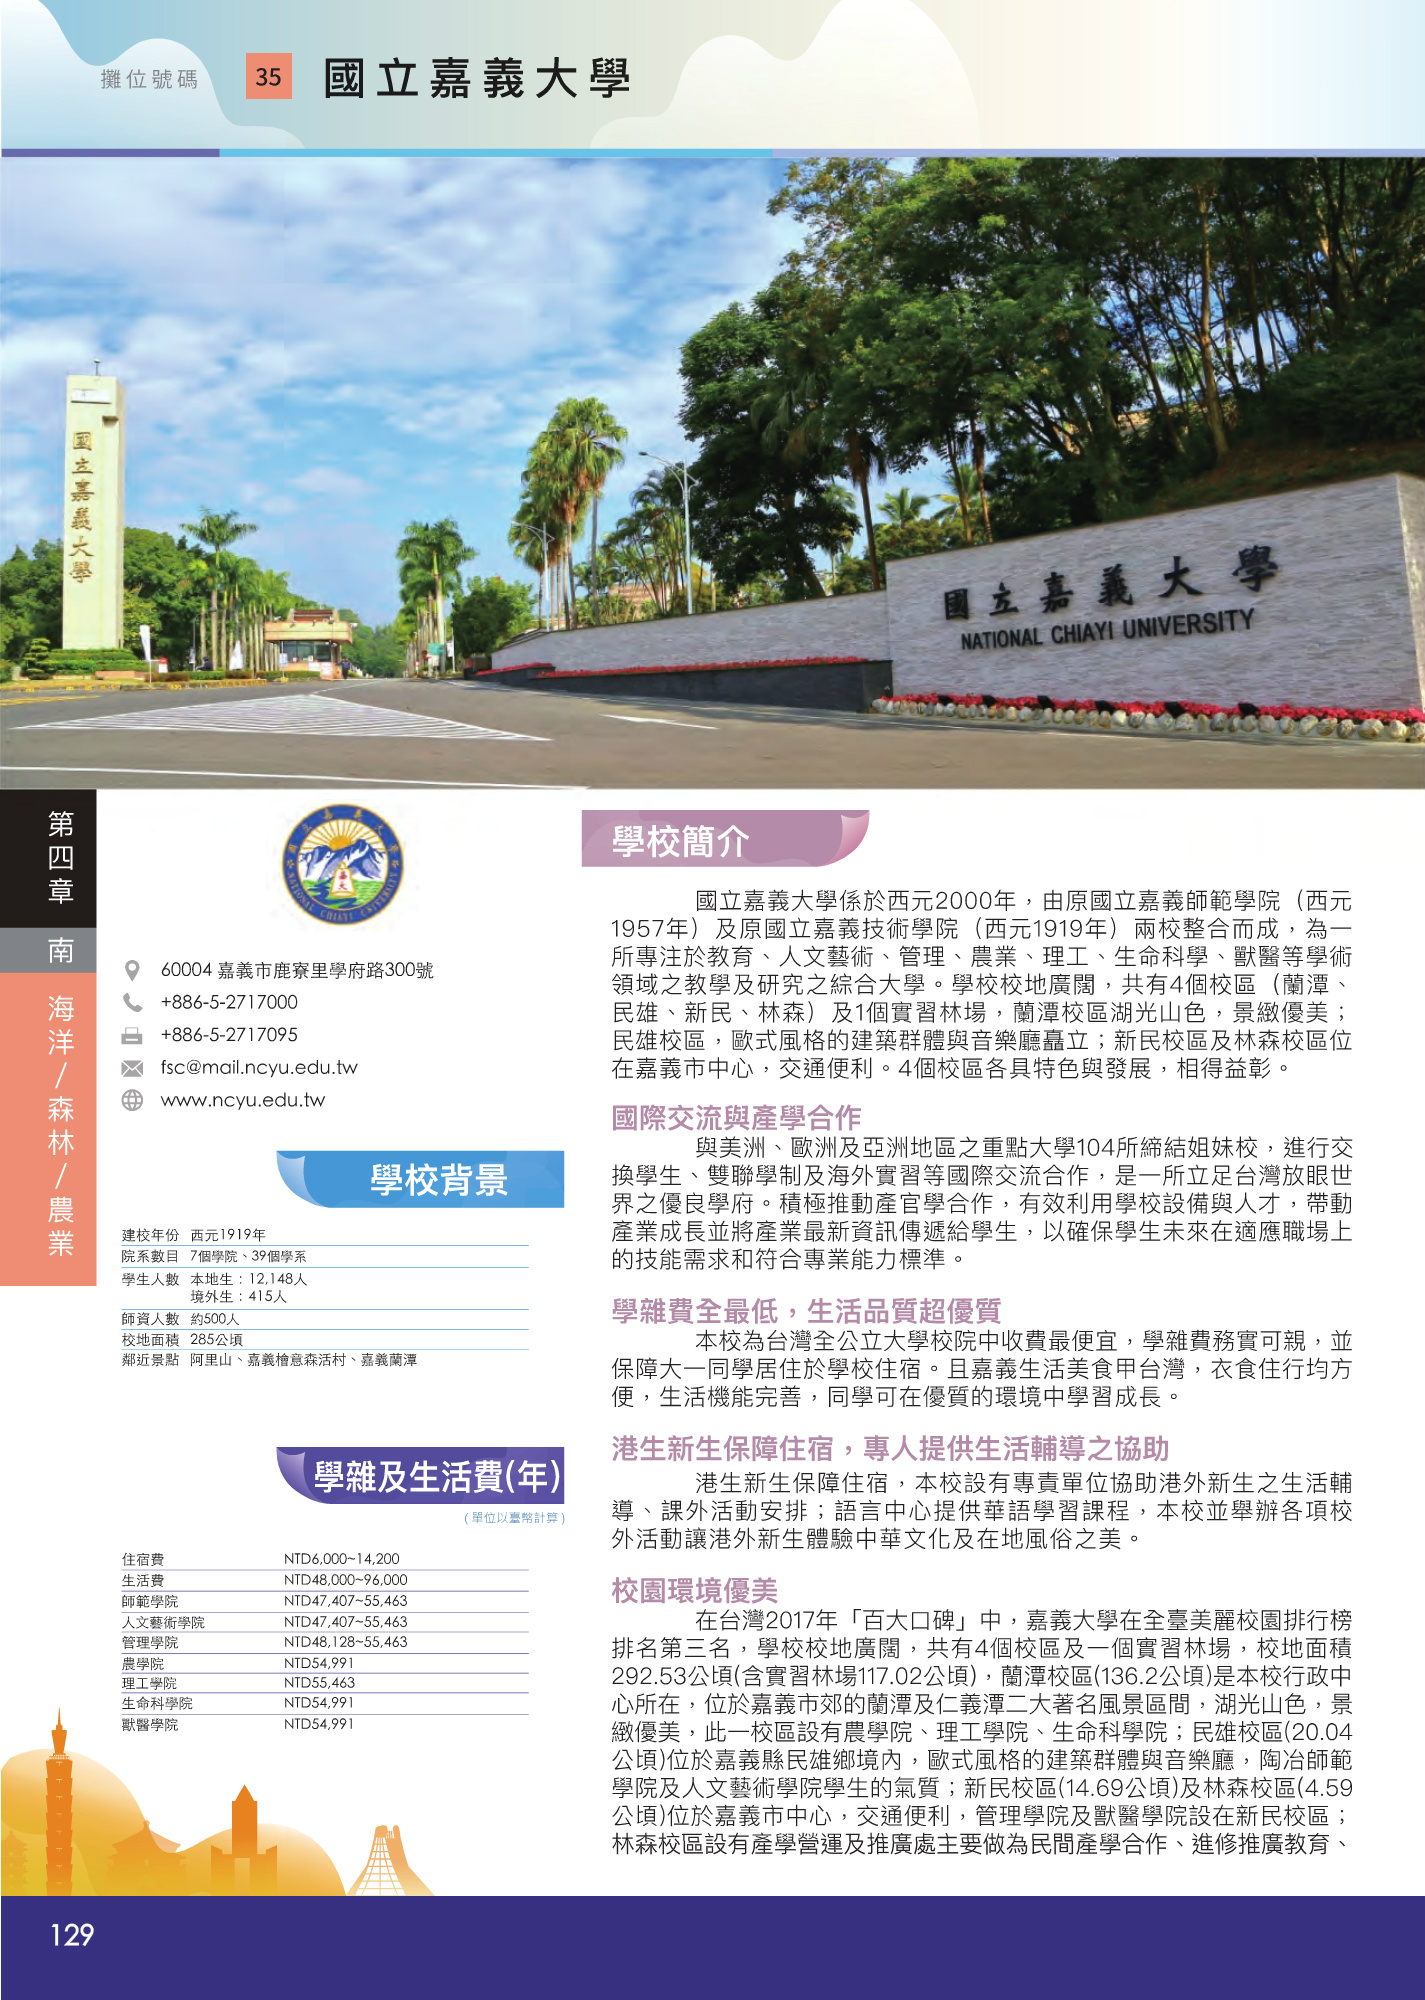 攤位號碼 35 國立嘉義大學
國立嘉義大學
國立嘉義大學
NATIONAL CHIAYI UNIVERSITY
第四章
南
海洋/森林/農業
國立嘉義大學
NATIONAL CHIAYI UNIVERSITY
60004 嘉義市鹿寮里學府路300號
+886-5-2717000
+886-5-2717095
fsc@mail.ncyu.edu.tw
www.ncyu.edu.tw
學校背景
建校年份 西元1919年
院系數目 7個學院、39個學系
學生人數 本地生：12,148人
境外生：415人
師資人數 約500人
校地面積 285公頃
鄰近景點 阿里山、嘉義檜意森活村、嘉義蘭潭
學雜及生活費(年)
(單位以臺幣計算)
住宿費 NTD6,000~14,200
生活費 NTD48,000~96,000
師範學院 NTD47,407~55,463
人文藝術學院 NTD47,407~55,463
管理學院 NTD48,128~55,463
農學院 NTD54,991
理工學院 NTD55,463
生命科學院 NTD54,991
獸醫學院 NTD54,991
學校簡介
國立嘉義大學係於西元2000年，由原國立嘉義師範學院（西元
1957年）及原國立嘉義技術學院（西元1919年）兩校整合而成，為一
所專注於教育、人文藝術、管理、農業、理工、生命科學、獸醫等學術
領域之教學及研究之綜合大學。學校校地廣闊，共有4個校區（蘭潭、
民雄、新民、林森）及1個實習林場，蘭潭校區湖光山色，景緻優美；
民雄校區，歐式風格的建築群體與音樂廳矗立；新民校區及林森校區位
在嘉義市中心，交通便利。4個校區各具特色與發展，相得益彰。
國際交流與產學合作
與美洲、歐洲及亞洲地區之重點大學104所締結姐妹校，進行交
換學生、雙聯學制及海外實習等國際交流合作，是一所立足台灣放眼世
界之優良學府。積極推動產官學合作，有效利用學校設備與人才，帶動
產業成長並將產業最新資訊傳遞給學生，以確保學生未來在適應職場上
的技能需求和符合專業能力標準。
學雜費全最低，生活品質超優質
本校為台灣全公立大學校院中收費最便宜，學雜費務實可親，並
保障大一同學居住於學校住宿。且嘉義生活美食甲台灣，衣食住行均方
便，生活機能完善，同學可在優質的環境中學習成長。
港生新生保障住宿，專人提供生活輔導之協助
港生新生保障住宿，本校設有專責單位協助港外新生之生活輔
導、課外活動安排；語言中心提供華語學習課程，本校並舉辦各項校
外活動讓港外新生體驗中華文化及在地風俗之美。
校園環境優美
在台灣2017年「百大口碑」中，嘉義大學在全臺美麗校園排行榜
排名第三名，學校校地廣闊，共有4個校區及一個實習林場，校地面積
292.53公頃(含實習林場117.02公頃)，蘭潭校區(136.2公頃)是本校行政中
心所在，位於嘉義市郊的蘭潭及仁義潭二大著名風景區間，湖光山色，景
緻優美，此一校區設有農學院、理工學院、生命科學院；民雄校區(20.04
公頃)位於嘉義縣民雄鄉境內，歐式風格的建築群體與音樂廳，陶冶師範
學院及人文藝術學院學生的氣質；新民校區(14.69公頃)及林森校區(4.59
公頃)位於嘉義市中心，交通便利，管理學院及獸醫學院設在新民校區；
林森校區設有產學營運及推廣處主要做為民間產學合作、進修推廣教育、
129